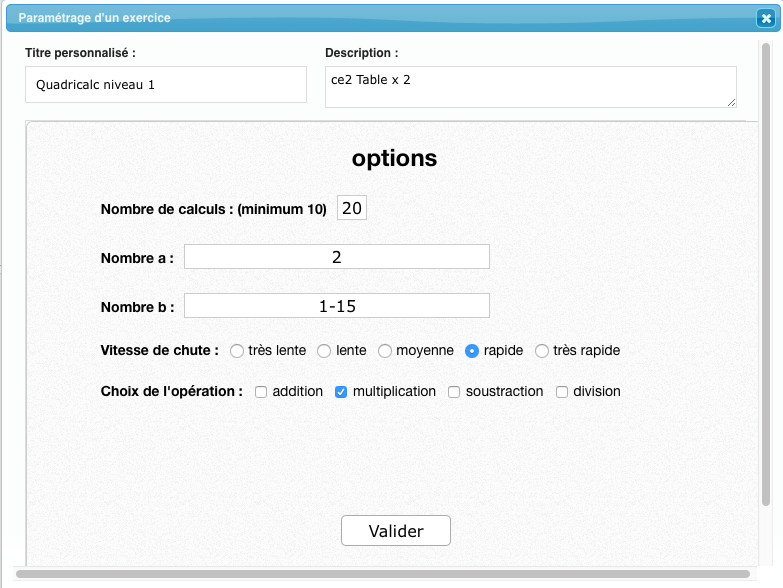 Paramétrage d'un exercice
Titre personnalisé : Description :
Quadricalc niveau 1 ce2 Table x 2
options
Nombre de calculs : (minimum 10) 20
Nombre a : 2
Nombre b : 1-15
Vitesse de chute : très lente lente moyenne rapide très rapide
Choix de l'opération : addition multiplication soustraction division
Valider